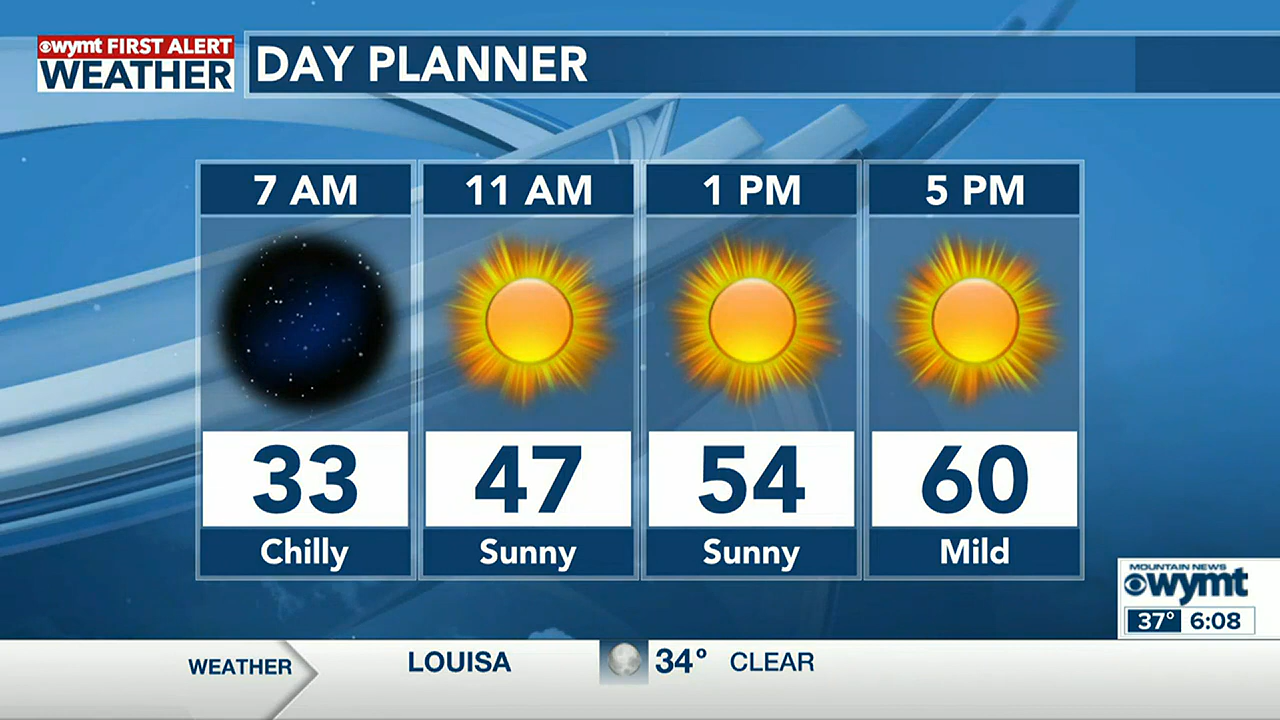 wymt FIRST ALERT
WEATHER
DAY PLANNER
7 AM
11 AM
1 PM
5 PM
33
47
54
60
Chilly
Sunny
Sunny
Mild
MOUNTAIN NEWS
wymt
37° 6:08
WEATHER
LOUISA
34° CLEAR